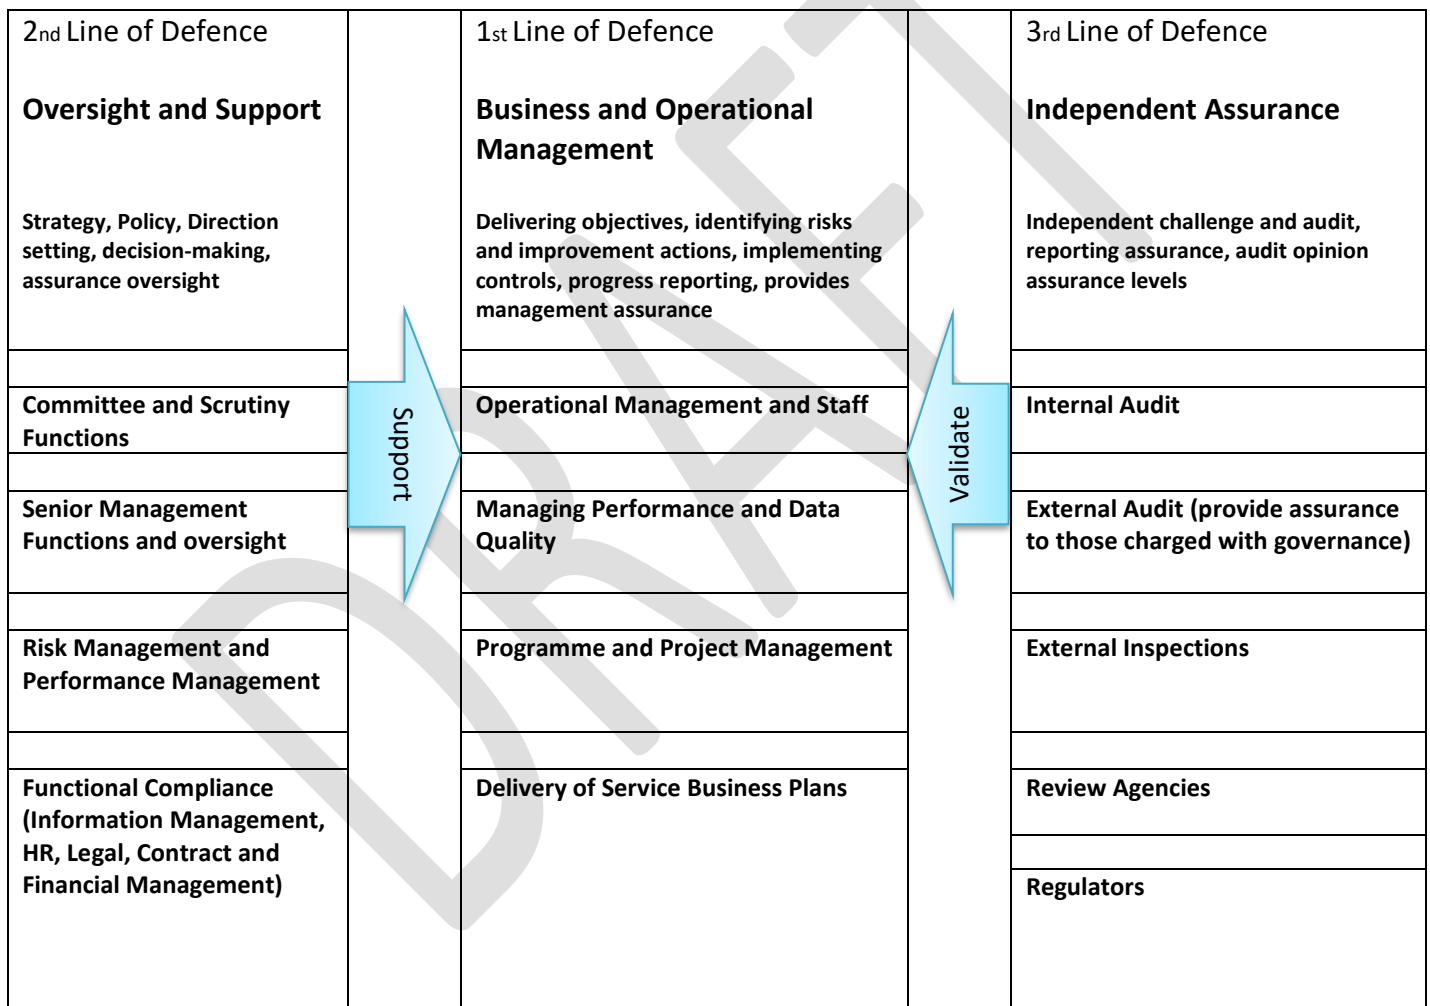 2nd Line of Defence
Oversight and Support
Strategy, Policy, Direction
setting, decision-making,
assurance oversight
Committee and Scrutiny
Functions
Senior Management
Functions and oversight
Risk Management and
Performance Management
Functional Compliance
(Information Management,
HR, Legal, Contract and
Financial Management)
Support
1st Line of Defence
Business and Operational
Management
Delivering objectives, identifying risks
and improvement actions, implementing
controls, progress reporting, provides
management assurance
Operational Management and Staff
Managing Performance and Data
Quality
Programme and Project Management
Delivery of Service Business Plans
Validate
3rd Line of Defence
Independent Assurance
Independent challenge and audit,
reporting assurance, audit opinion
assurance levels
Internal Audit
External Audit (provide assurance
to those charged with governance)
External Inspections
Review Agencies
Regulators
DRAFT